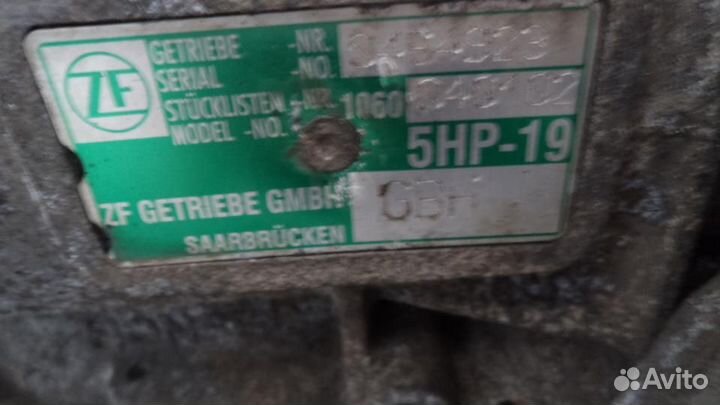 ZF
GETRIEBE -NR.
SERIAL -NO.
STÜCKLISTEN -NR. 1060
MODEL -NO.
5HP-19
ZF GETRIEBE GMBH
SAARBRÜCKEN
Avito